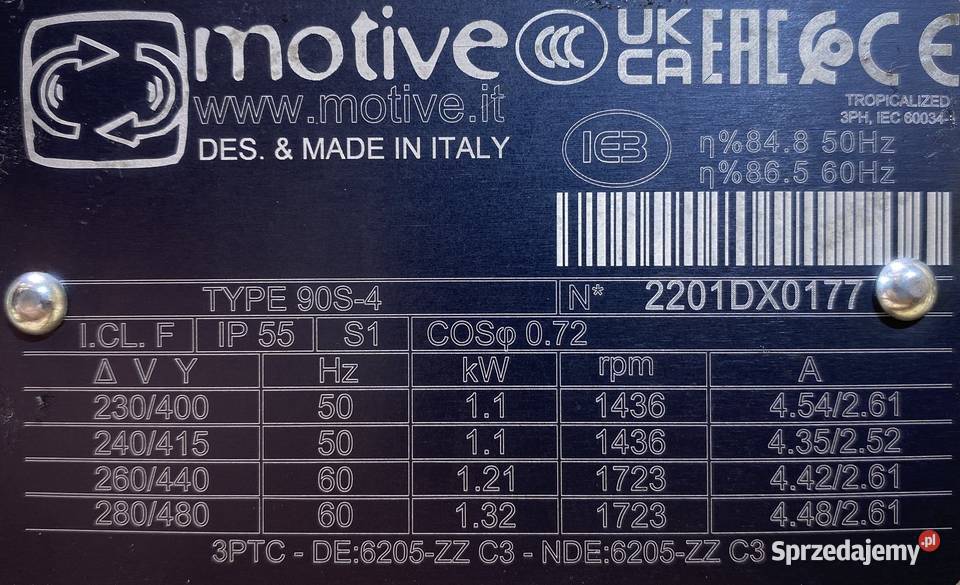 motive CCC UK CA EAC CE
www.motive.it
TROPICALIZED
3PH, IEC 60034-
DES. & MADE IN ITALY
IE3
η%84.8 50Hz
η%86.5 60Hz
TYPE 90S-4 N* 2201DX0177
I.CL. F IP 55 S1 COSφ 0.72
Δ V Y Hz kW rpm A
230/400 50 1.1 1436 4.54/2.61
240/415 50 1.1 1436 4.35/2.52
260/440 60 1.21 1723 4.42/2.61
280/480 60 1.32 1723 4.48/2.61
3PTC - DE:6205-ZZ C3 - NDE:6205-ZZ C3
Sprzedajemy.pl